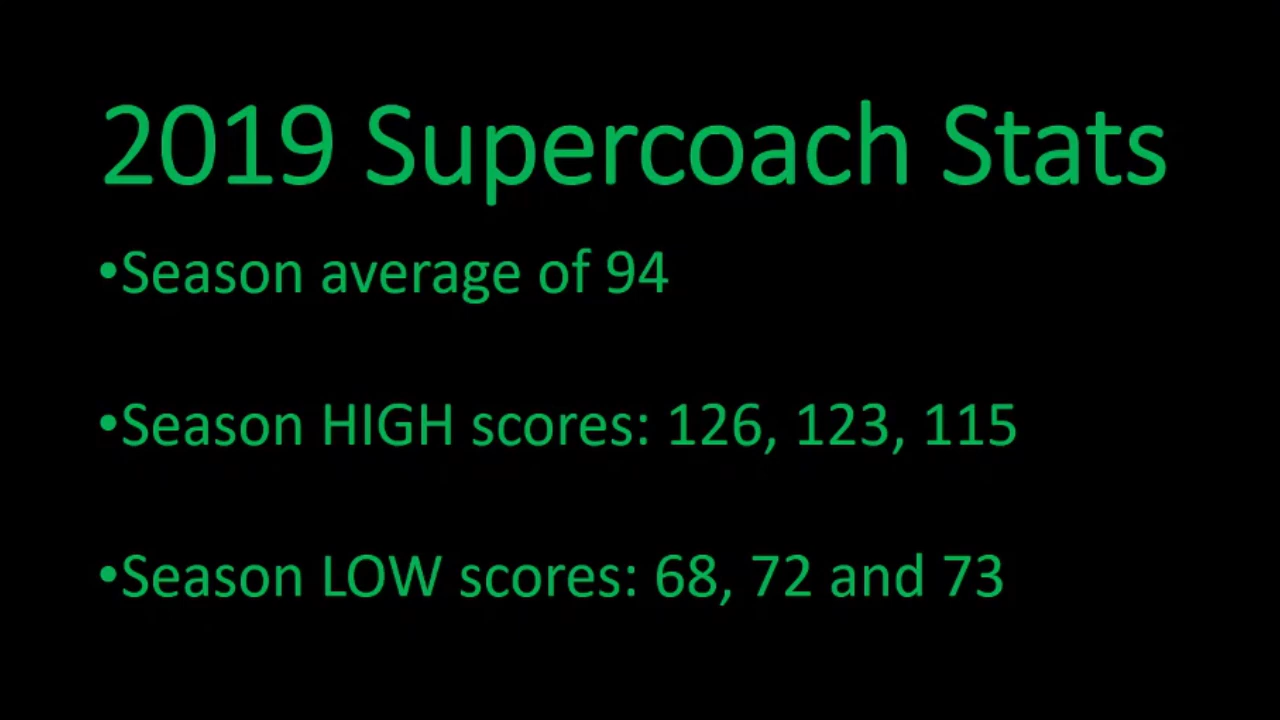 2019 Supercoach Stats
•Season average of 94
•Season HIGH scores: 126, 123, 115
•Season LOW scores: 68, 72 and 73